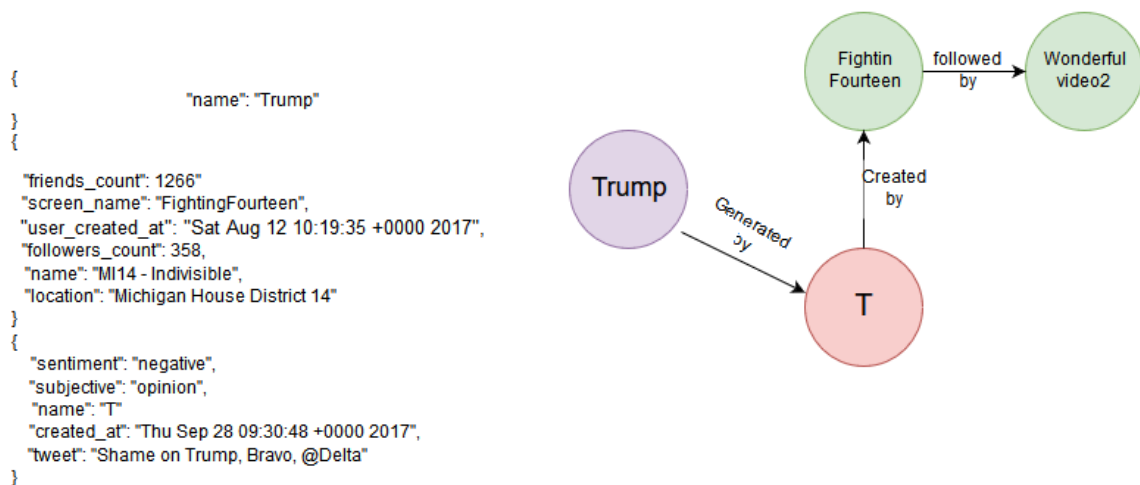 {
"name": "Trump"
}
{
"friends_count": 1266"
"screen_name": "FightingFourteen",
"user_created_at": "Sat Aug 12 10:19:35 +0000 2017",
"followers_count": 358,
"name": "MI14 - Indivisible",
"location": "Michigan House District 14"
}
{
"sentiment": "negative",
"subjective": "opinion",
"name": "T"
"created_at": "Thu Sep 28 09:30:48 +0000 2017",
"tweet": "Shame on Trump, Bravo, @Delta"
}
Trump
Generated
by
T
Created
by
Fightin
Fourteen
followed
by
Wonderful
video2